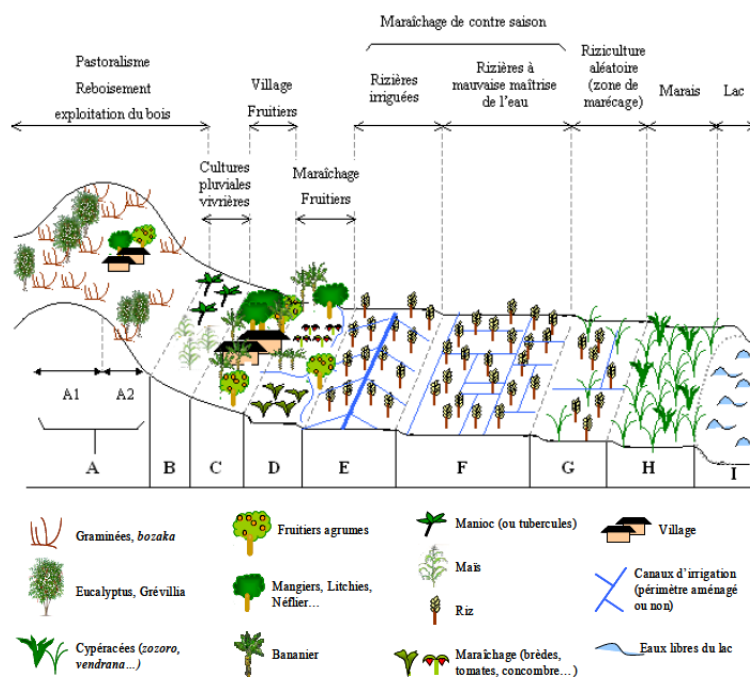 Maraîchage de contre saison
Pastoralisme
Reboisement
exploitation du bois
Village
Fruitiers
Rizières
irriguées
Rizières à
mauvaise maîtrise
de l'eau
Riziculture
aléatoire
(zone de
marécage)
Marais
Lac
Cultures
pluviales
vivrières
Maraîchage
Fruitiers
A1
A2
A
B
C
D
E
F
G
H
I
Graminées, bozaka
Eucalyptus, Grévillia
Cypéracées (zozoro,
vendrana…)
Fruitiers agrumes
Mangiers, Litchies,
Néflier…
Bananier
Manioc (ou tubercules)
Maïs
Riz
Maraîchage (brèdes,
tomates, concombre…)
Village
Canaux d'irrigation
(périmètre aménagé
ou non)
Eaux libres du lac